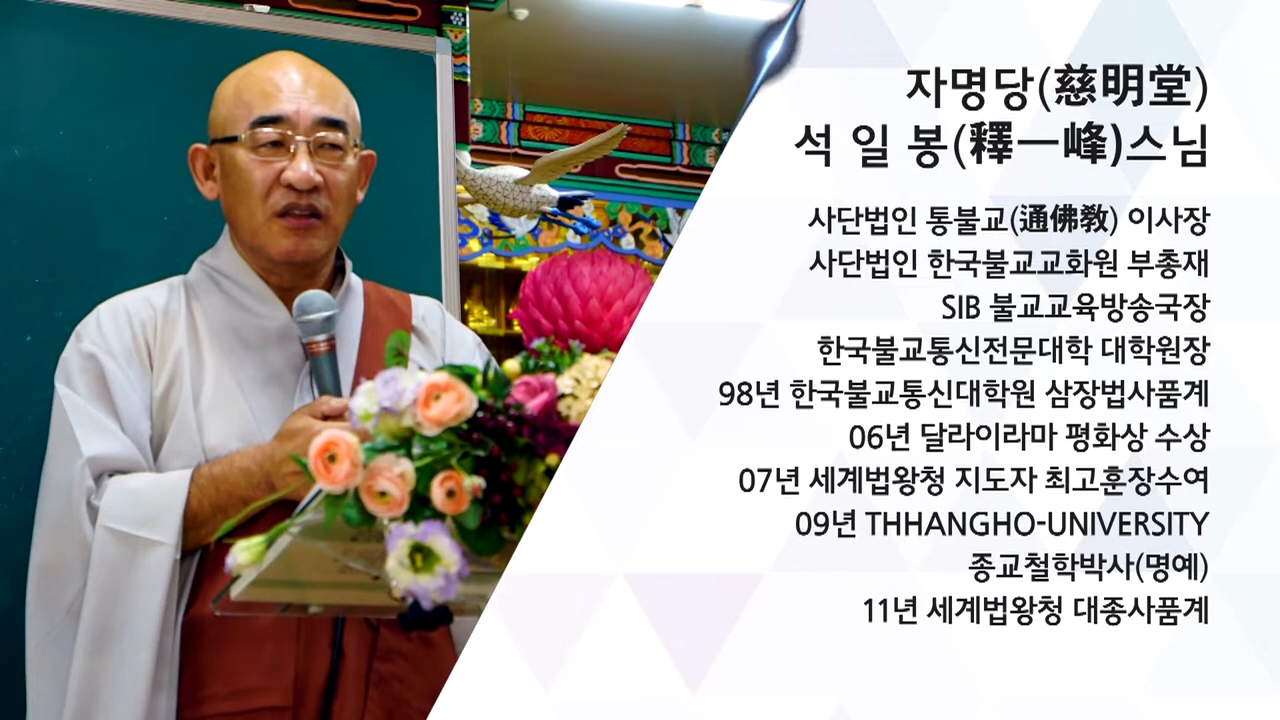 자명당(慈明堂)
석 일 봉(釋一峰)스님
사단법인 통불교(通佛敎) 이사장
사단법인 한국불교교화원 부총재
SIB 불교교육방송국장
한국불교통신전문대학 대학원장
98년 한국불교통신대학원 삼장법사품계
06년 달라이라마 평화상 수상
07년 세계법왕청 지도자 최고훈장수여
09년 THHANGHO-UNIVERSITY
종교철학박사(명예)
11년 세계법왕청 대종사품계